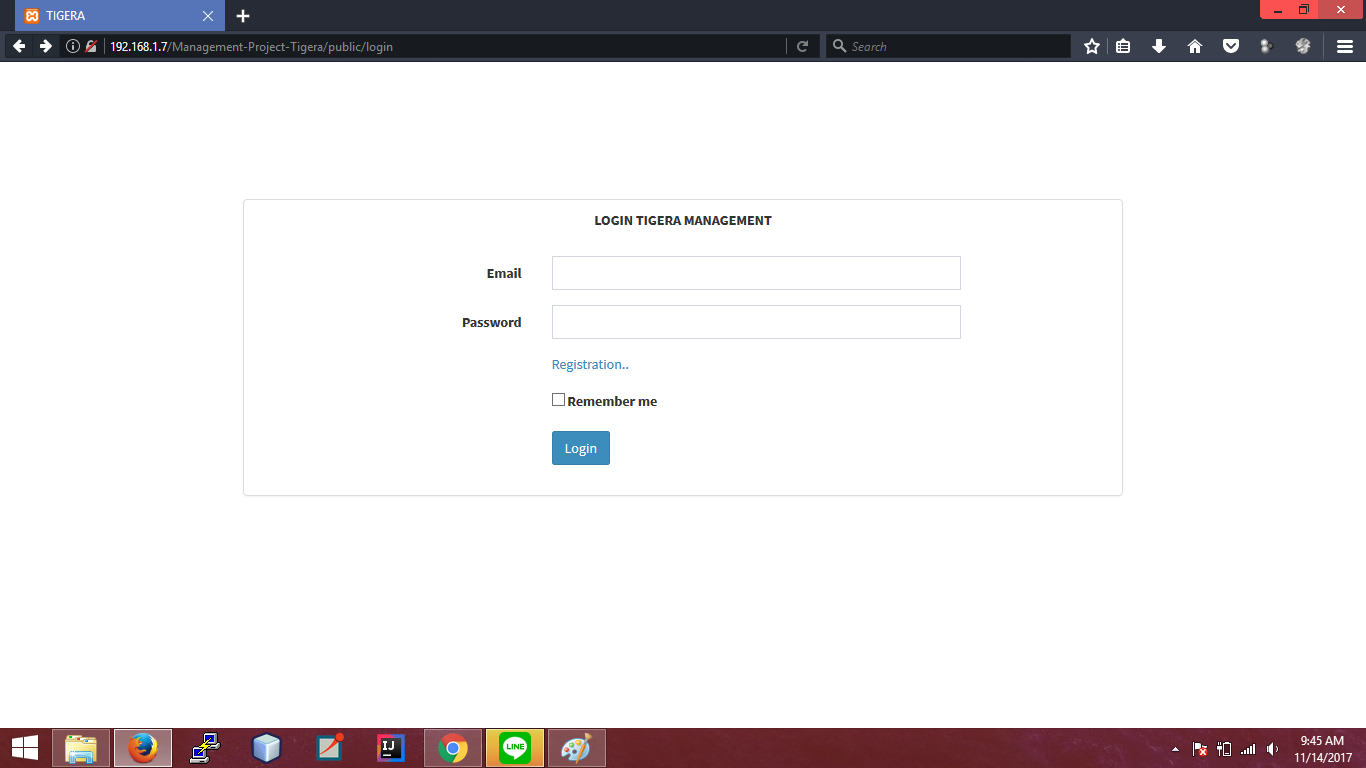 TIGERA
192.168.1.7/Management-Project-Tigera/public/login
Search
LOGIN TIGERA MANAGEMENT
Email
Password
Registration..
Remember me
Login
IJ
LINE
9:45 AM
11/14/2017